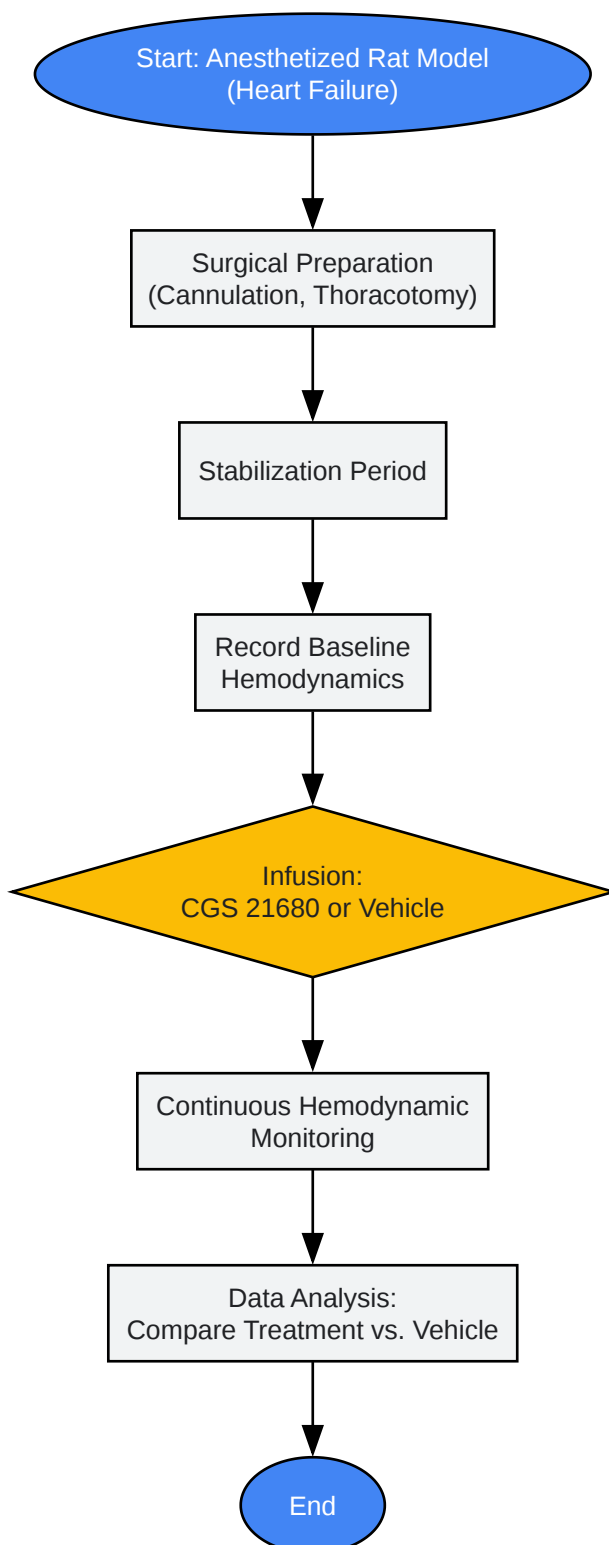 Start: Anesthetized Rat Model
(Heart Failure)
Surgical Preparation
(Cannulation, Thoracotomy)
Stabilization Period
Record Baseline
Hemodynamics
Infusion:
CGS 21680 or Vehicle
Continuous Hemodynamic
Monitoring
Data Analysis:
Compare Treatment vs. Vehicle
End